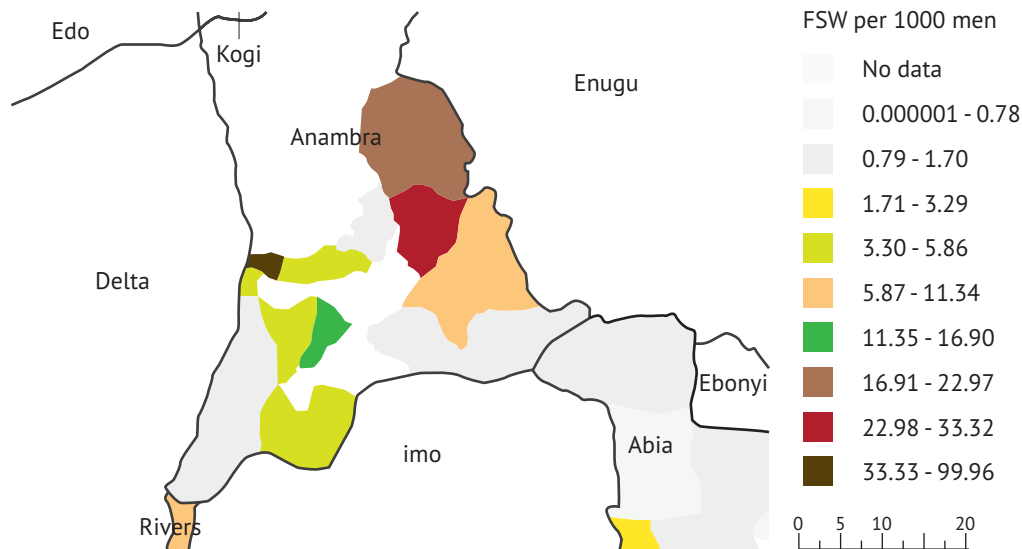 Edo
Kogi
Enugu
Anambra
Delta
Ebonyi
imo
Abia
Rivers
FSW per 1000 men
No data
0.000001 - 0.78
0.79 - 1.70
1.71 - 3.29
3.30 - 5.86
5.87 - 11.34
11.35 - 16.90
16.91 - 22.97
22.98 - 33.32
33.33 - 99.96
0 5 10 20